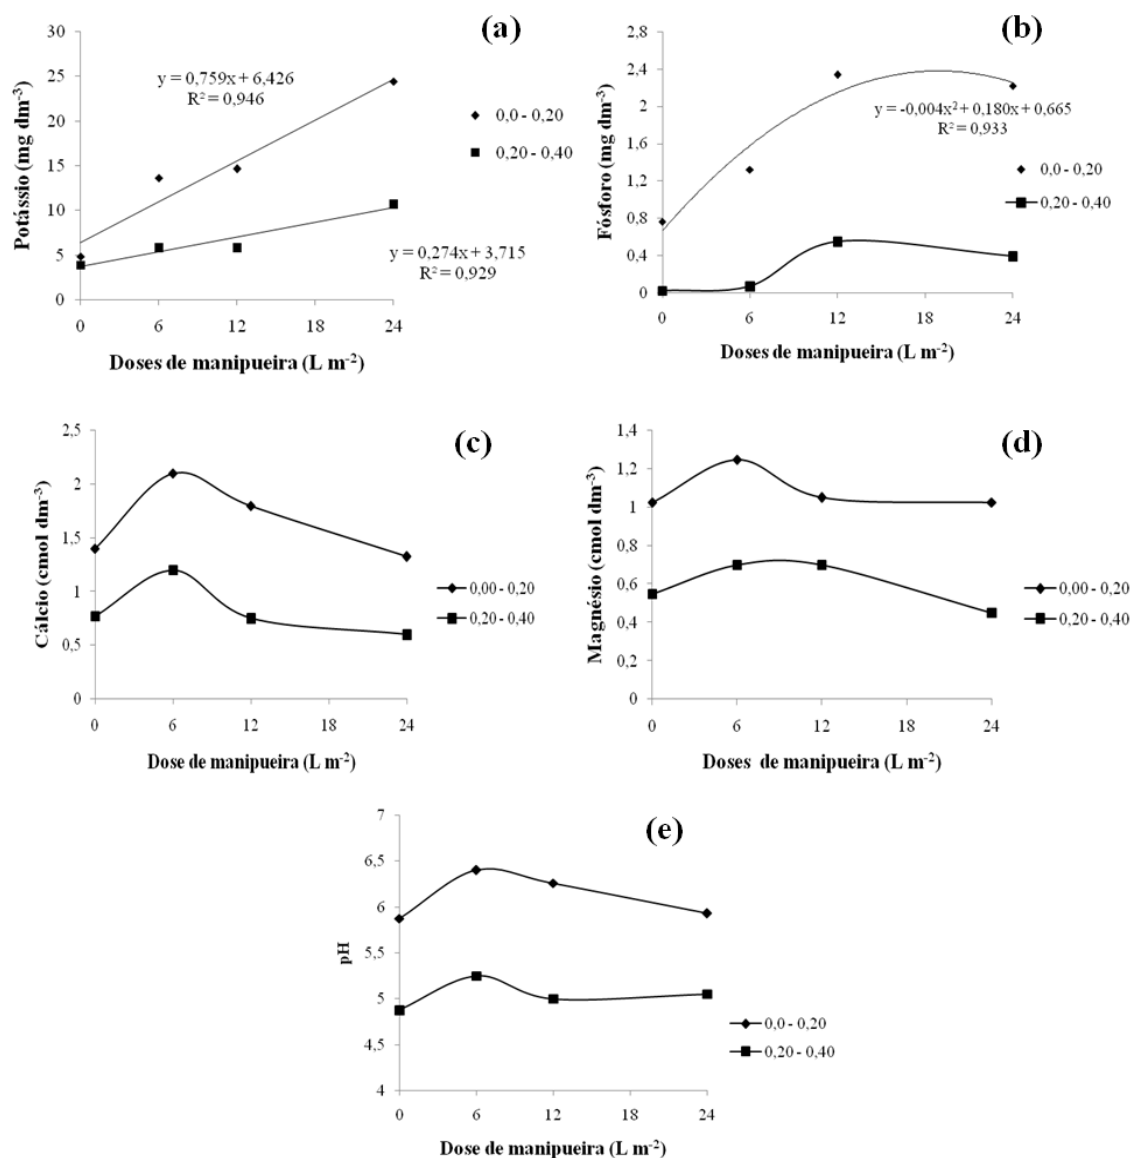 (a)
30
25
20
15
10
5
0
Potássio (mg dm⁻³)
y = 0,759x + 6,426
R² = 0,946
0,0 - 0,20
0,20 - 0,40
y = 0,274x + 3,715
R² = 0,929
0 6 12 18 24
Doses de manipueira (L m⁻²)
(b)
2,8
2,4
2
1,6
1,2
0,8
0,4
0
Fósforo (mg dm⁻³)
y = -0,004x² + 0,180x + 0,665
R² = 0,933
0,0 - 0,20
0,20 - 0,40
0 6 12 18 24
Doses de manipueira (L m⁻²)
(c)
2,5
2
1,5
1
0,5
0
Cálcio (cmol dm⁻³)
0,00 - 0,20
0,20 - 0,40
0 6 12 18 24
Dose de manipueira (L m⁻²)
(d)
1,4
1,2
1
0,8
0,6
0,4
0,2
0
Magnésio (cmol dm⁻³)
0,00 - 0,20
0,20 - 0,40
0 6 12 18 24
Doses de manipueira (L m⁻²)
(e)
7
6,5
6
5,5
5
4,5
4
pH
0,0 - 0,20
0,20 - 0,40
0 6 12 18 24
Dose de manipueira (L m⁻²)